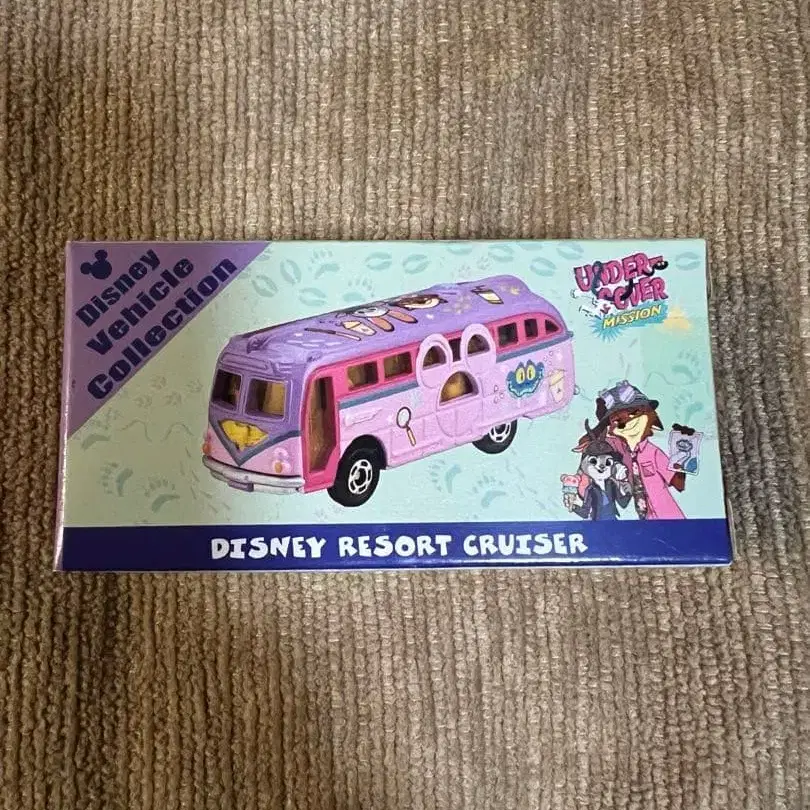 Disney
Vehicle
Collection
UNDER-
COVER
MISSION
DISNEY RESORT CRUISER